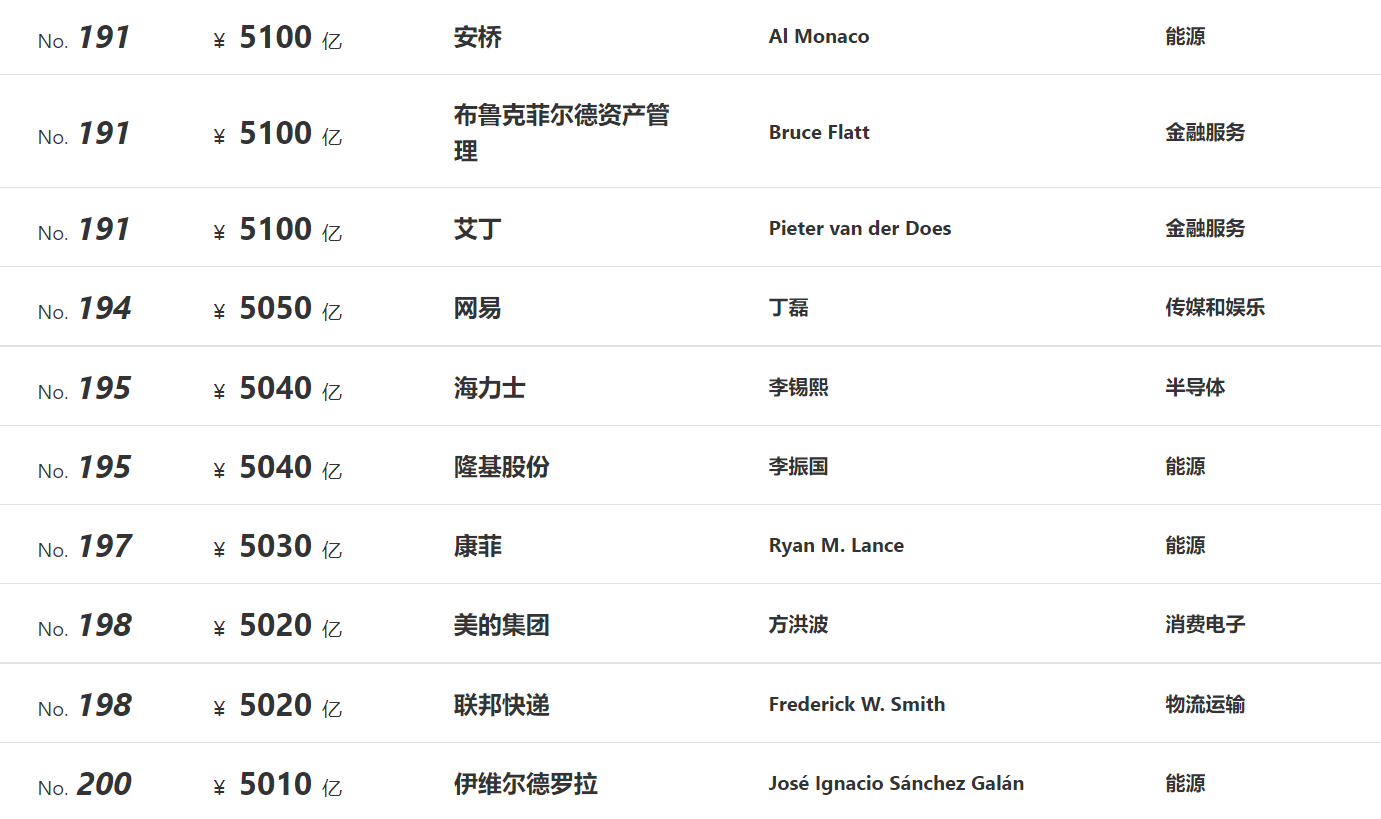 No. 191 ¥ 5100 亿 安桥 Al Monaco 能源
No. 191 ¥ 5100 亿 布鲁克菲尔德资产管 Bruce Flatt 金融服务
理
No. 191 ¥ 5100 亿 艾丁 Pieter van der Does 金融服务
No. 194 ¥ 5050 亿 网易 丁磊 传媒和娱乐
No. 195 ¥ 5040 亿 海力士 李锡熙 半导体
No. 195 ¥ 5040 亿 隆基股份 李振国 能源
No. 197 ¥ 5030 亿 康菲 Ryan M. Lance 能源
No. 198 ¥ 5020 亿 美的集团 方洪波 消费电子
No. 198 ¥ 5020 亿 联邦快递 Frederick W. Smith 物流运输
No. 200 ¥ 5010 亿 伊维尔德罗拉 José Ignacio Sánchez Galán 能源